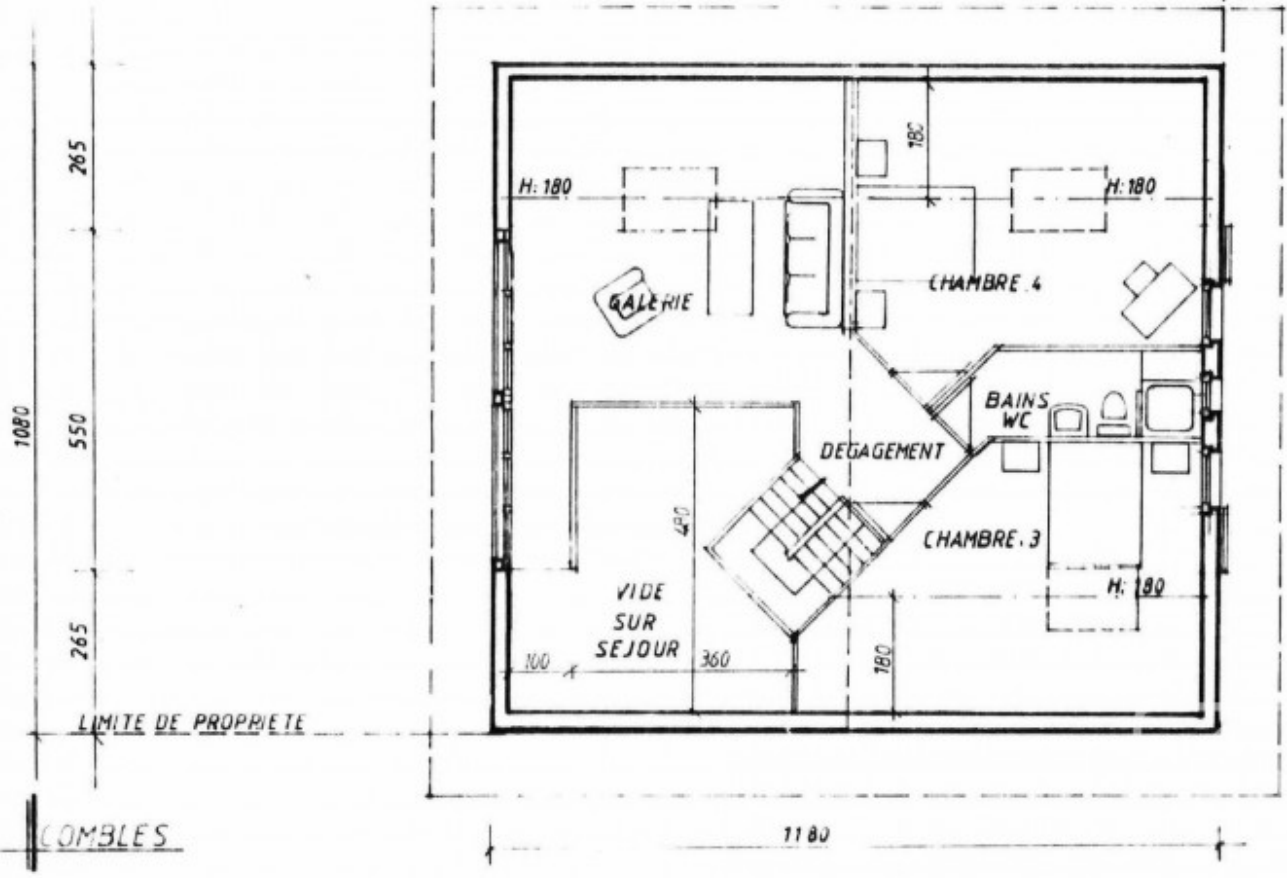 265
180
H: 180
H: 180
CHAMBRE.4
GALERIE
1080
550
BAINS
WC
DEGAGEMENT
480
CHAMBRE.3
VIDE
SUR
SEJOUR
H: 180
265
100
360
180
LIMITE DE PROPRIETE
COMBLES
1180